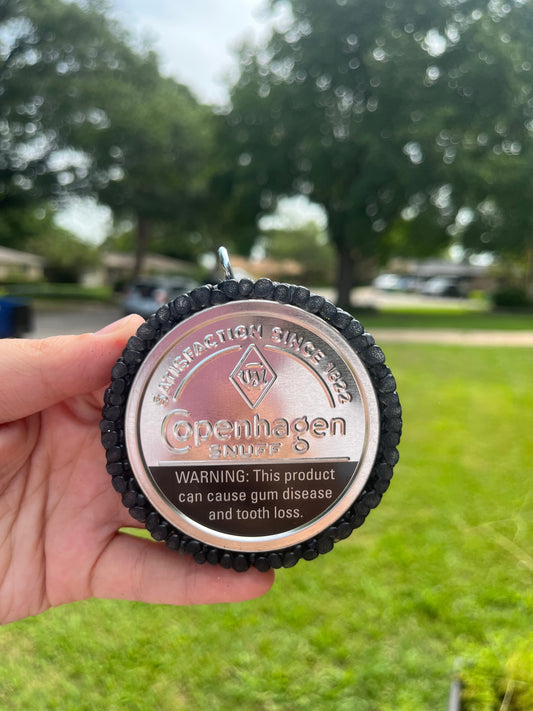 SATISFACTION SINCE 1822
Copenhagen
SNUFF
WARNING: This product
can cause gum disease
and tooth loss.